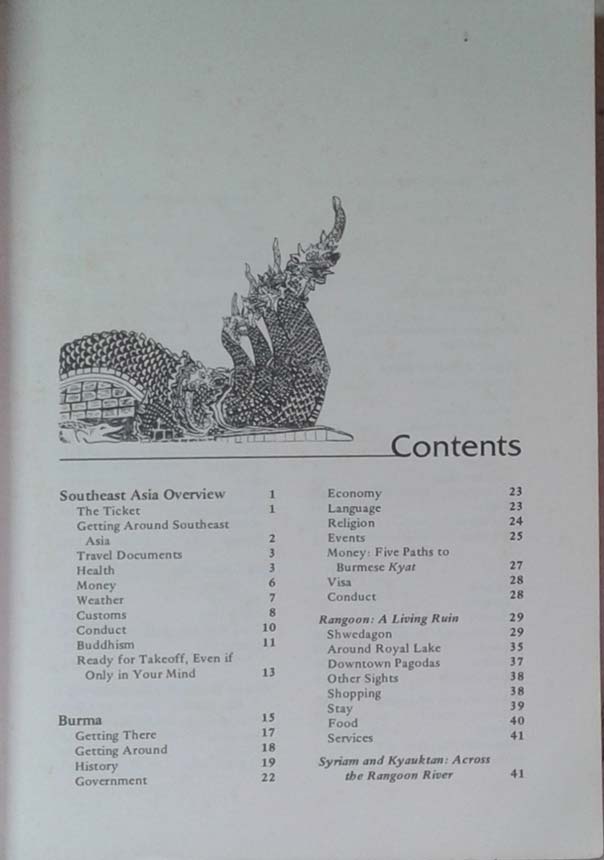 Contents
Southeast Asia Overview 1
The Ticket 1
Getting Around Southeast
Asia 2
Travel Documents 3
Health 3
Money 6
Weather 7
Customs 8
Conduct 10
Buddhism 11
Ready for Takeoff, Even if
Only in Your Mind 13
Burma 15
Getting There 17
Getting Around 18
History 19
Government 22
Economy 23
Language 23
Religion 24
Events 25
Money: Five Paths to
Burmese Kyat 27
Visa 28
Conduct 28
Rangoon: A Living Ruin 29
Shwedagon 29
Around Royal Lake 35
Downtown Pagodas 37
Other Sights 38
Shopping 38
Stay 39
Food 40
Services 41
Syriam and Kyauktan: Across
the Rangoon River 41